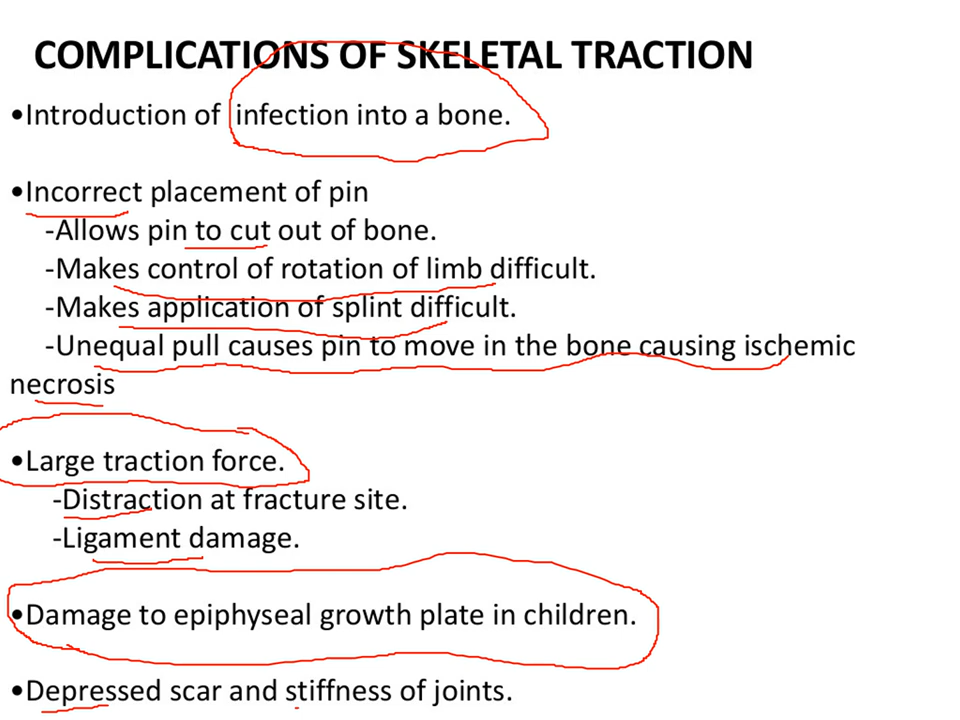 COMPLICATIONS OF SKELETAL TRACTION
•Introduction of infection into a bone.
•Incorrect placement of pin
-Allows pin to cut out of bone.
-Makes control of rotation of limb difficult.
-Makes application of splint difficult.
-Unequal pull causes pin to move in the bone causing ischemic
necrosis
•Large traction force.
-Distraction at fracture site.
-Ligament damage.
•Damage to epiphyseal growth plate in children.
•Depressed scar and stiffness of joints.